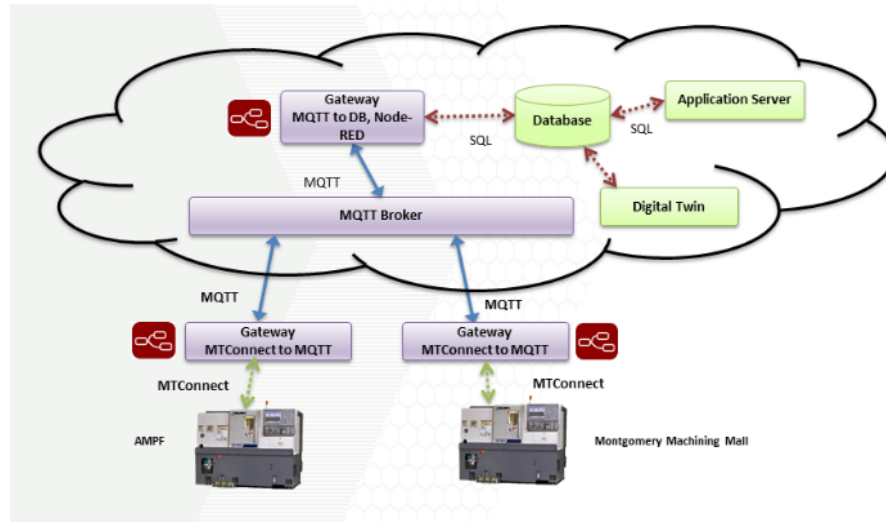 Gateway
MQTT to DB, Node-
RED
SQL
Database
SQL
Application Server
MQTT
Digital Twin
MQTT Broker
MQTT
MQTT
Gateway
MTConnect to MQTT
Gateway
MTConnect to MQTT
MTConnect
MTConnect
AMPF
Montgomery Machining Mall